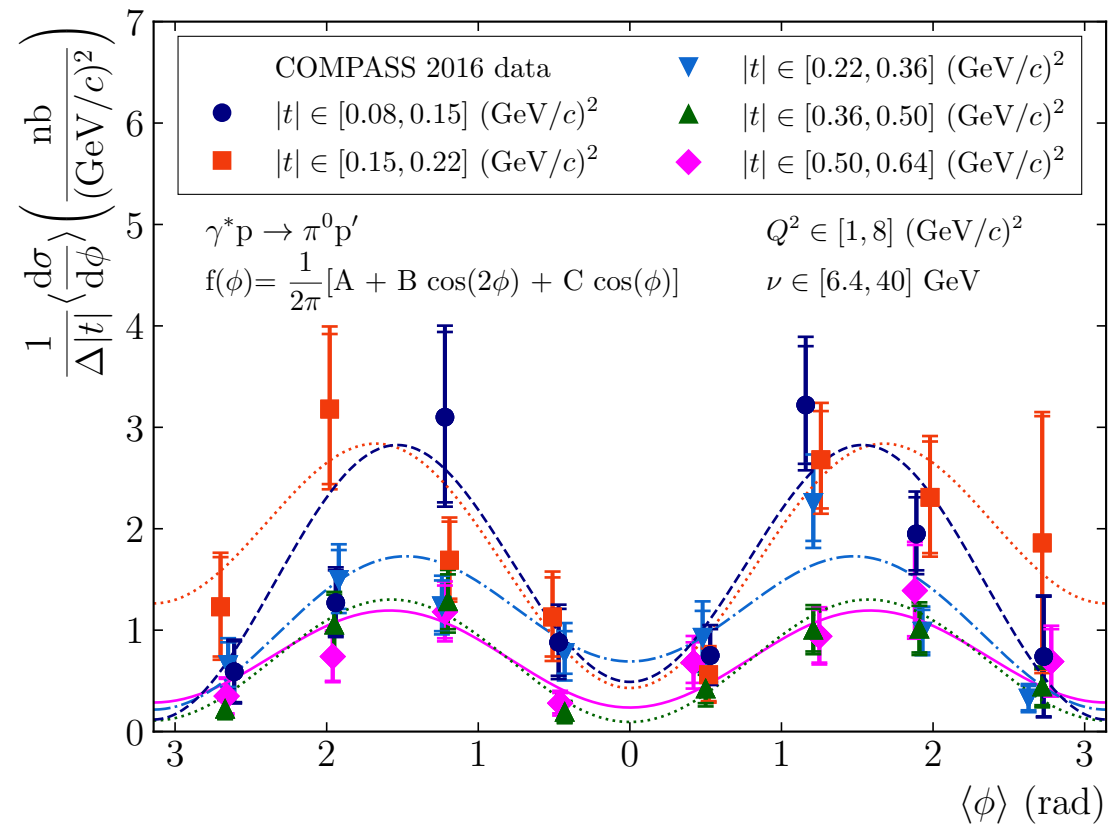 7
6
5
4
3
2
1
0
3 2 1 0 1 2 3
1/Δ|t| ⟨dσ/dϕ⟩ (nb/(GeV/c)²)
⟨ϕ⟩ (rad)
COMPASS 2016 data
|t| ∈ [0.08, 0.15] (GeV/c)²
|t| ∈ [0.15, 0.22] (GeV/c)²
|t| ∈ [0.22, 0.36] (GeV/c)²
|t| ∈ [0.36, 0.50] (GeV/c)²
|t| ∈ [0.50, 0.64] (GeV/c)²
γ*p → π⁰p′
f(ϕ)= 1/2π [A + B cos(2ϕ) + C cos(ϕ)]
Q² ∈ [1, 8] (GeV/c)²
ν ∈ [6.4, 40] GeV